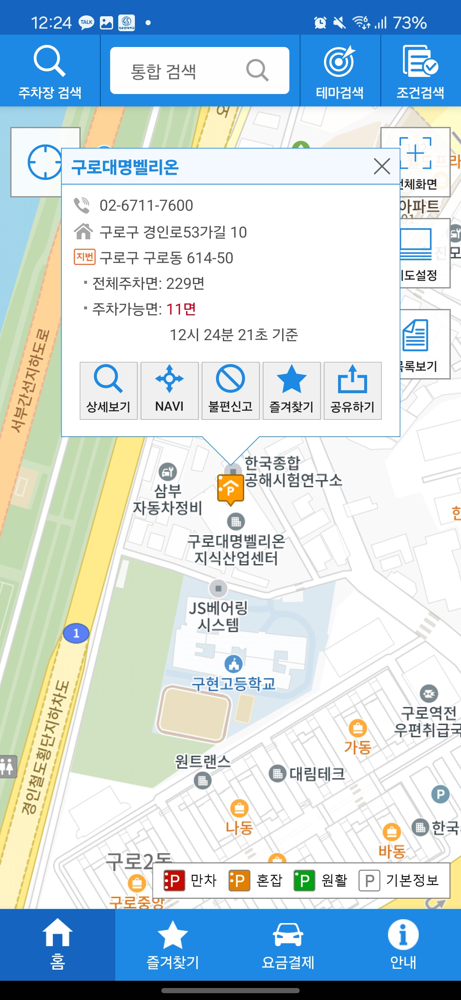 12:24
TALK
73%
주차장 검색
통합 검색
테마검색
조건검색
구로대명벨리온
전체화면
02-6711-7600
아파트
구로구 경인로53가길 10
지번 구로구 구로동 614-50
지도설정
전체주차면: 229면
주차가능면: 11면
12시 24분 21초 기준
목록보기
상세보기
NAVI
불편신고
즐겨찾기
공유하기
서부간선지하도로
한국종합
공해시험연구소
P
삼부
자동차정비
구로대명벨리온
지식산업센터
JS베어링
시스템
1
구현고등학교
경인철도횡단지하차도
구로역전
우편취급국
가동
원트랜스
대림테크
P
나동
한국
바동
구로2동
P 만차
P 혼잡
P 원활
P 기본정보
구로중앙
홈
즐겨찾기
요금결제
안내